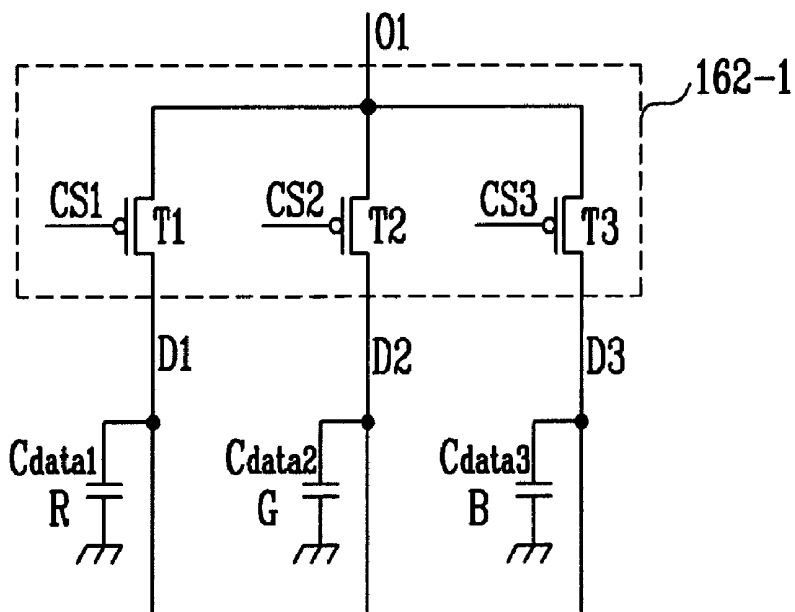 O1
162-1
CS1
T1
CS2
T2
CS3
T3
D1
D2
D3
Cdata1
R
Cdata2
G
Cdata3
B